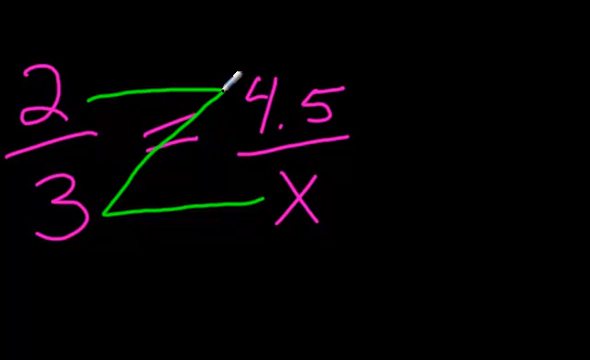 2/3 = 4.5/x